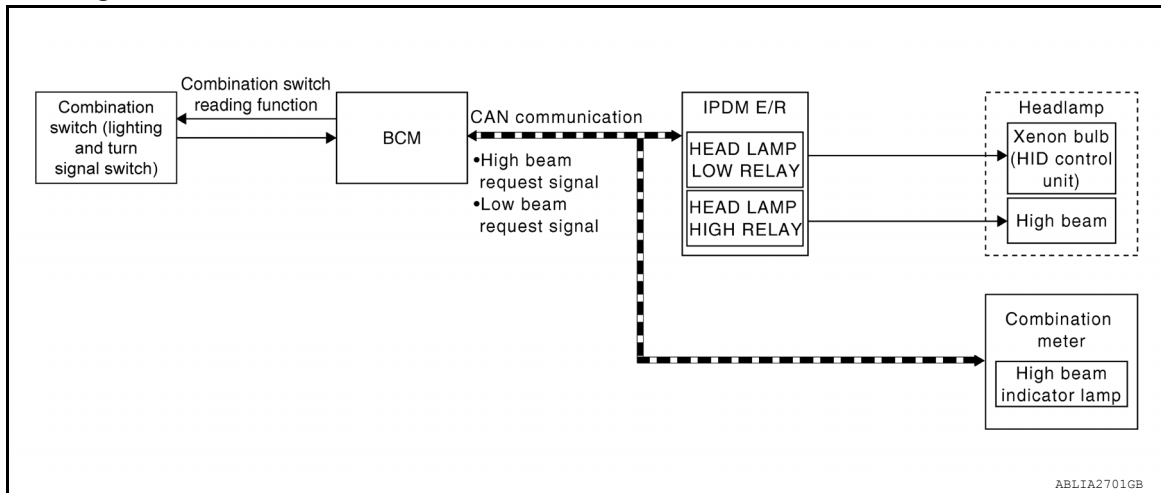 Combination switch
reading function
Combination
switch (lighting
and turn
signal switch)
BCM
CAN communication
•High beam
request signal
•Low beam
request signal
IPDM E/R
HEAD LAMP
LOW RELAY
HEAD LAMP
HIGH RELAY
Headlamp
Xenon bulb
(HID control
unit)
High beam
Combination
meter
High beam
indicator lamp
ABLIA2701GB